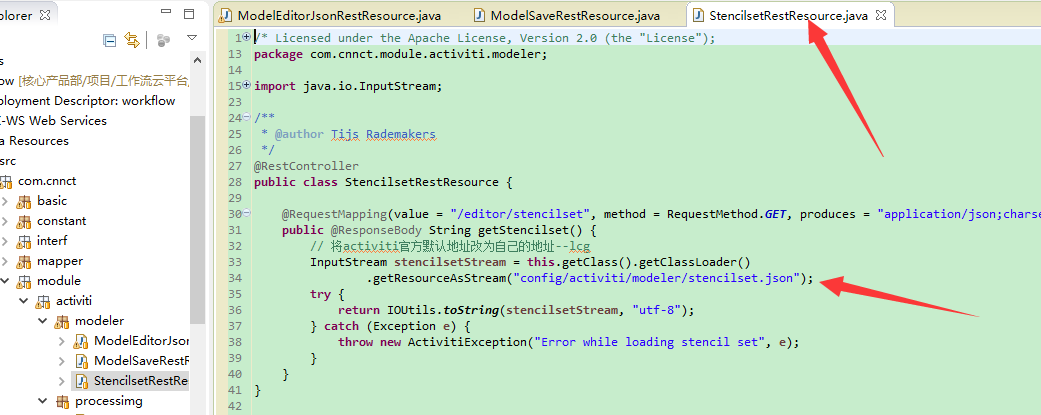 lorer
ModelEditorJsonRestResource.java
ModelSaveRestResource.java
StencilsetRestResource.java
s
ow [核心产品部/项目/工作流云平台/
ployment Descriptor: workflow
X-WS Web Services
a Resources
src
com.cnnct
basic
constant
interf
mapper
module
activiti
modeler
ModelEditorJson
ModelSaveRestR
StencilsetRestRe
processimg
1 /* Licensed under the Apache License, Version 2.0 (the "License");
13 package com.cnnct.module.activiti.modeler;
14
15 import java.io.InputStream;
23
24 /**
25 * @author Tijs Rademakers
26 */
27 @RestController
28 public class StencilsetRestResource {
29
30 @RequestMapping(value = "/editor/stencilset", method = RequestMethod.GET, produces = "application/json;charse
31 public @ResponseBody String getStencilset() {
32 // 将activiti官方默认地址改为自己的地址--lcg
33 InputStream stencilsetStream = this.getClass().getClassLoader()
34 .getResourceAsStream("config/activiti/modeler/stencilset.json");
35 try {
36 return IOUtils.toString(stencilsetStream, "utf-8");
37 } catch (Exception e) {
38 throw new ActivitiException("Error while loading stencil set", e);
39 }
40 }
41 }
42